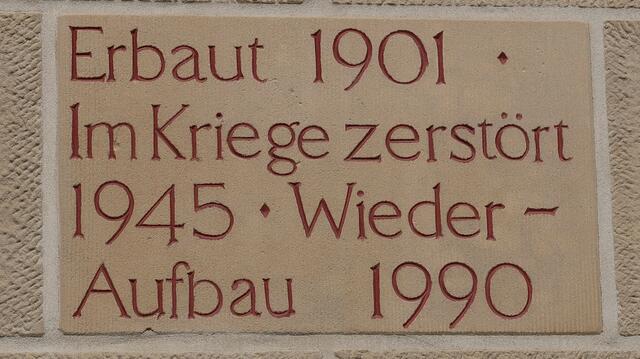 Erbaut 1901 ·
Im Kriege zerstört
1945 · Wieder -
Aufbau 1990